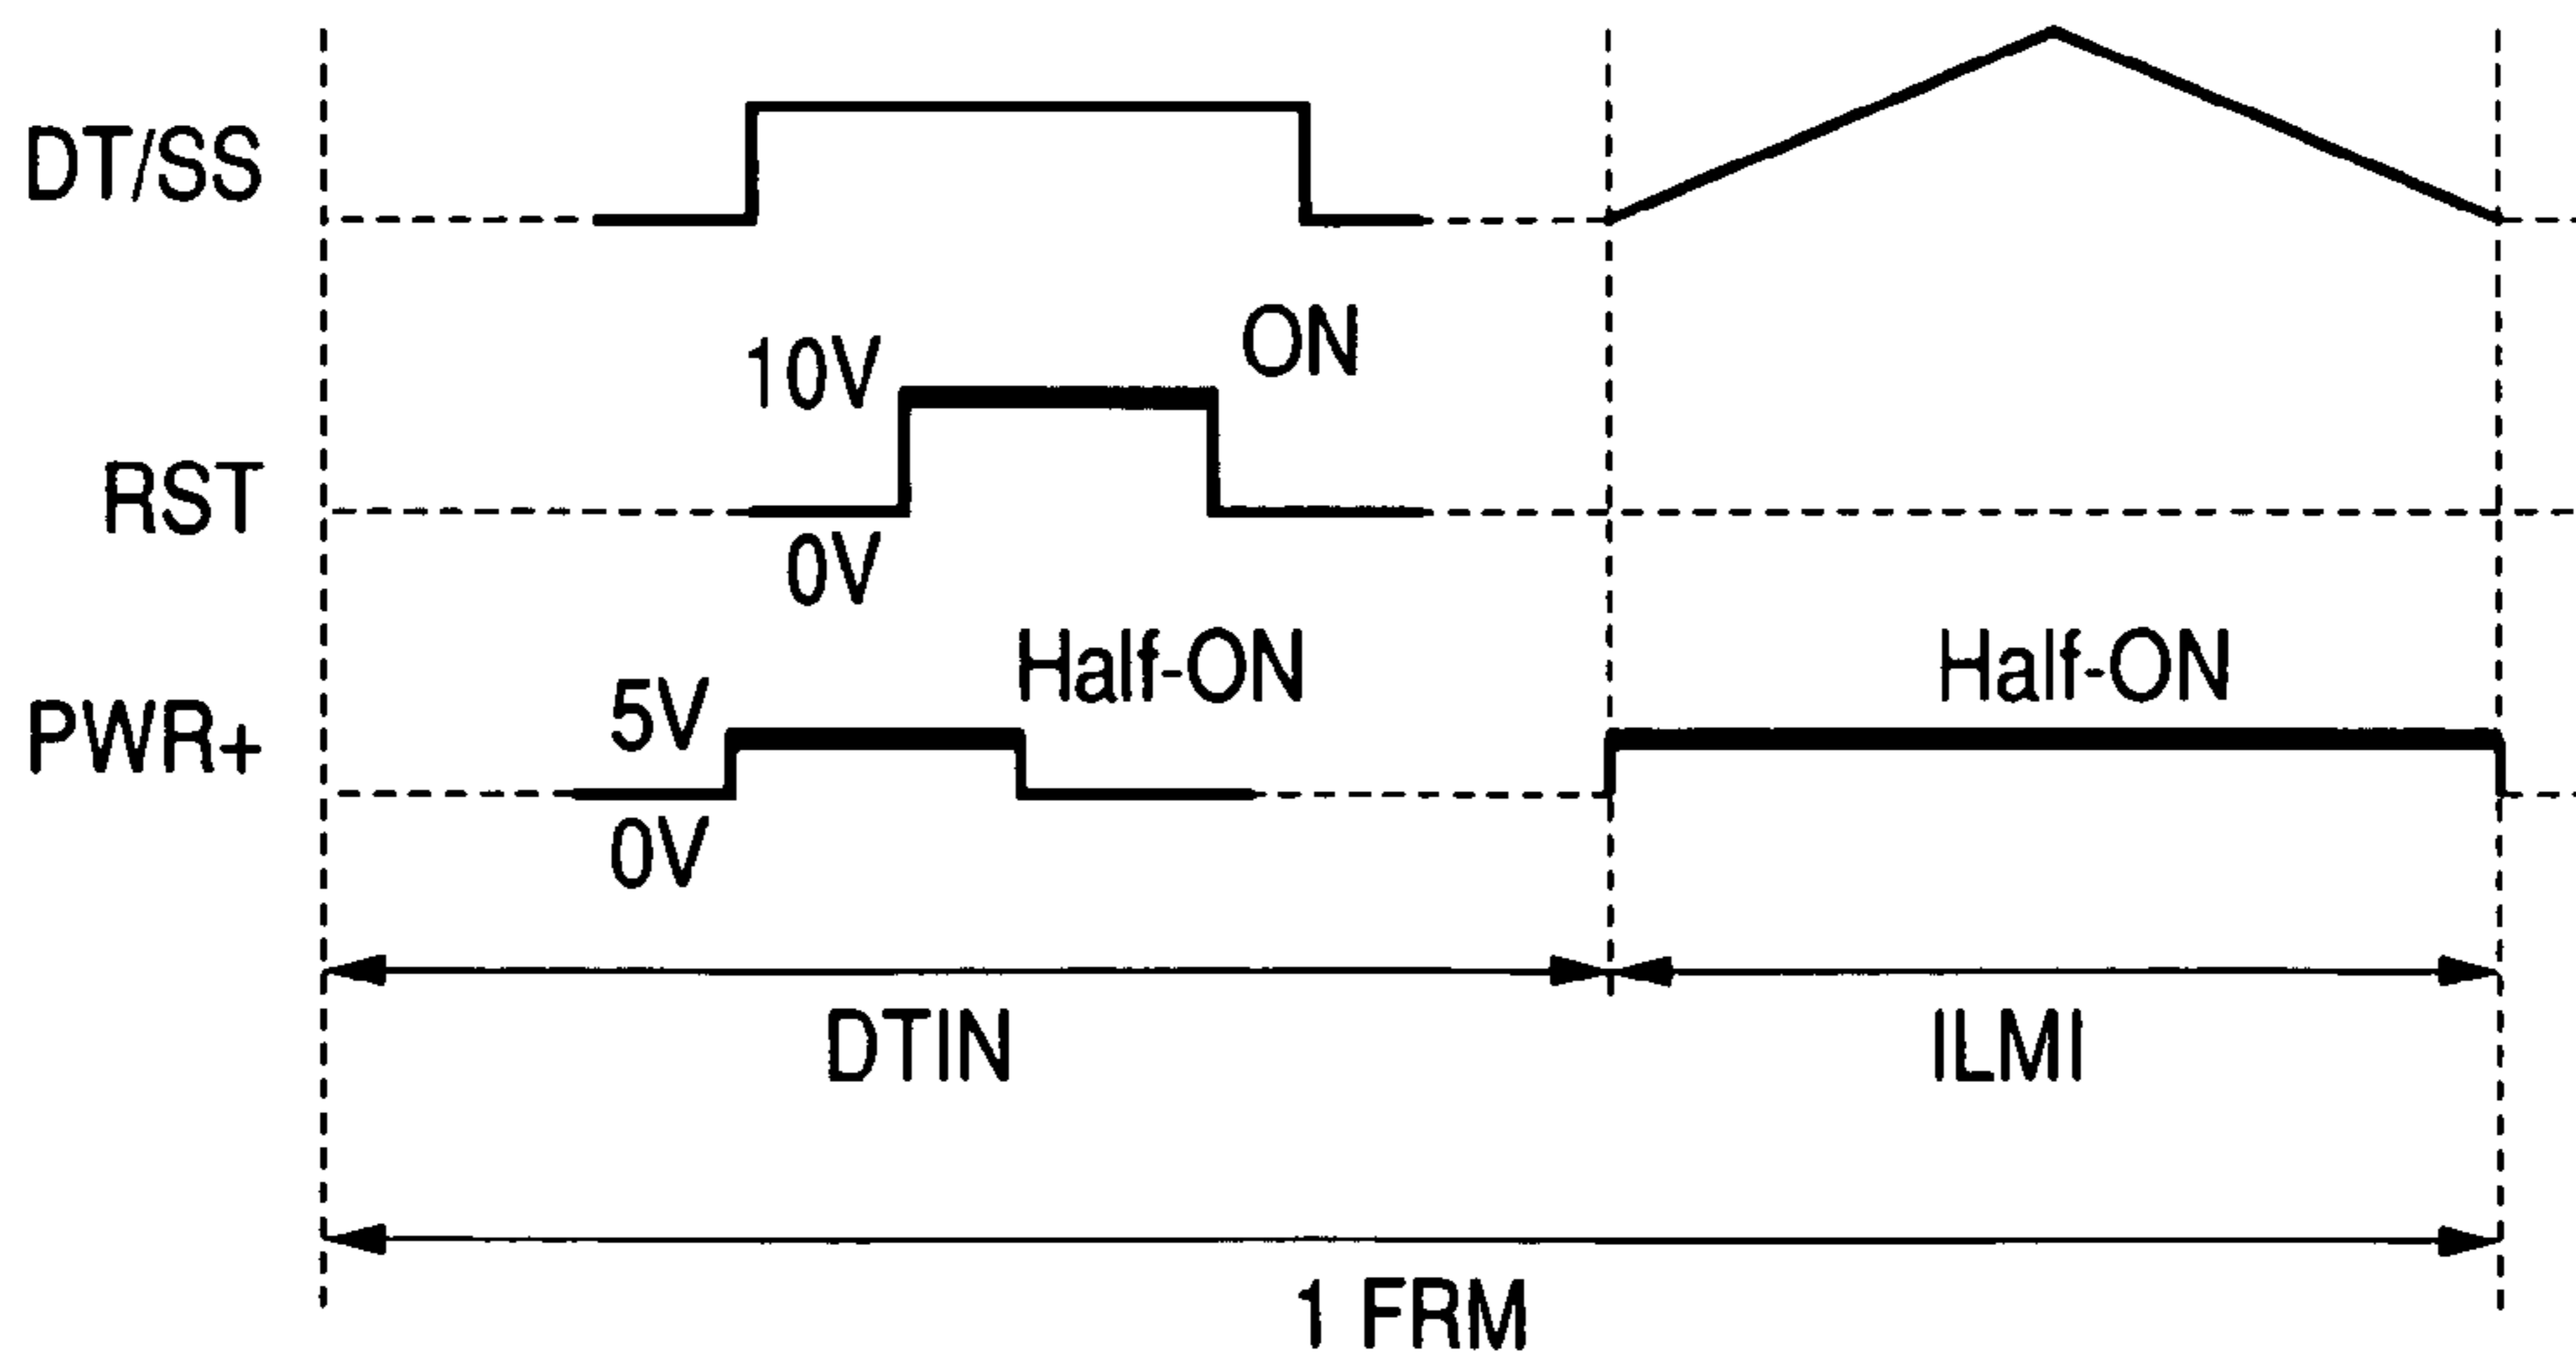 DT/SS
ON
10V
RST
0V
Half-ON
Half-ON
5V
PWR+
0V
DTIN
ILMI
1 FRM